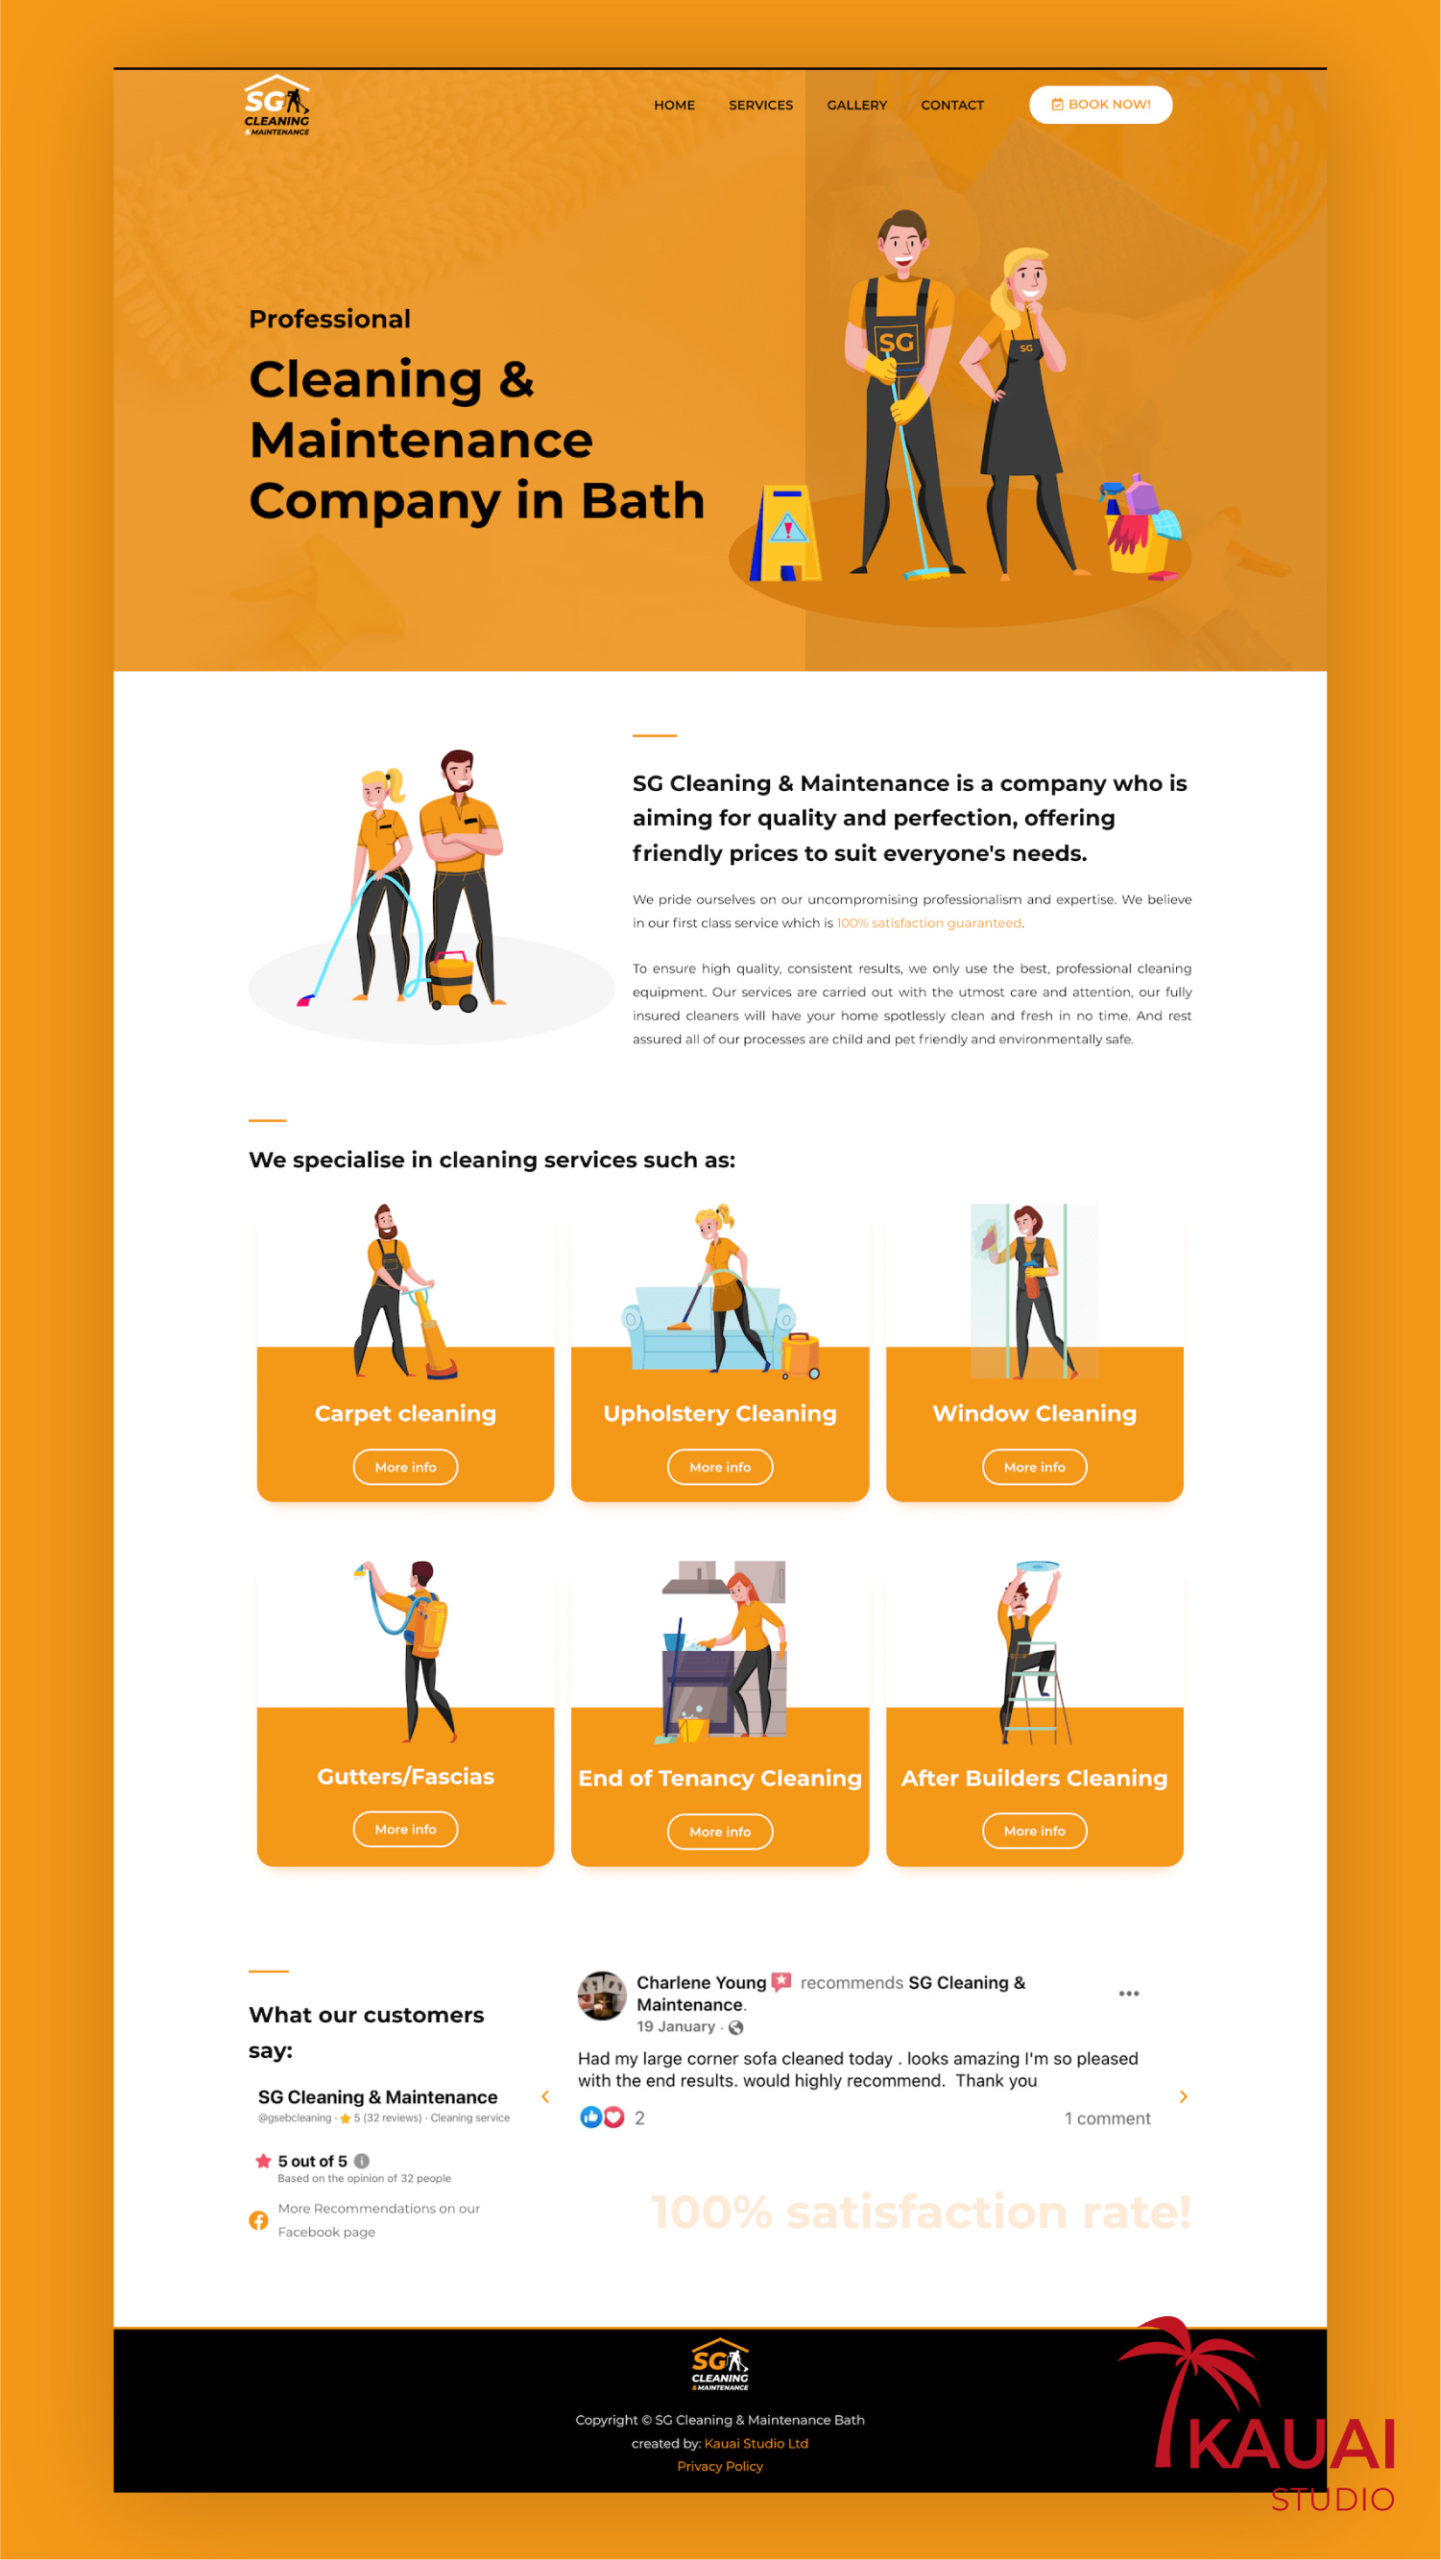 SG
CLEANING
& MAINTENANCE
HOME
SERVICES
GALLERY
CONTACT
BOOK NOW!
Professional
Cleaning &
Maintenance
Company in Bath
SG
SG
SG Cleaning & Maintenance is a company who is
aiming for quality and perfection, offering
friendly prices to suit everyone's needs.
We pride ourselves on our uncompromising professionalism and expertise. We believe
in our first class service which is 100% satisfaction guaranteed.
To ensure high quality, consistent results, we only use the best, professional cleaning
equipment. Our services are carried out with the utmost care and attention, our fully
insured cleaners will have your home spotlessly clean and fresh in no time. And rest
assured all of our processes are child and pet friendly and environmentally safe.
We specialise in cleaning services such as:
Carpet cleaning
More info
Upholstery Cleaning
More info
Window Cleaning
More info
Gutters/Fascias
More info
End of Tenancy Cleaning
More info
After Builders Cleaning
More info
What our customers
say:
SG Cleaning & Maintenance
@gsebcleaning · 5 (32 reviews) · Cleaning service
5 out of 5
Based on the opinion of 32 people
More Recommendations on our
Facebook page
Charlene Young recommends SG Cleaning &
Maintenance.
19 January ·
Had my large corner sofa cleaned today . looks amazing I'm so pleased
with the end results. would highly recommend.  Thank you
2
1 comment
100% satisfaction rate!
SG
CLEANING
& MAINTENANCE
Copyright © SG Cleaning & Maintenance Bath
created by: Kauai Studio Ltd
Privacy Policy
KAUAI
STUDIO